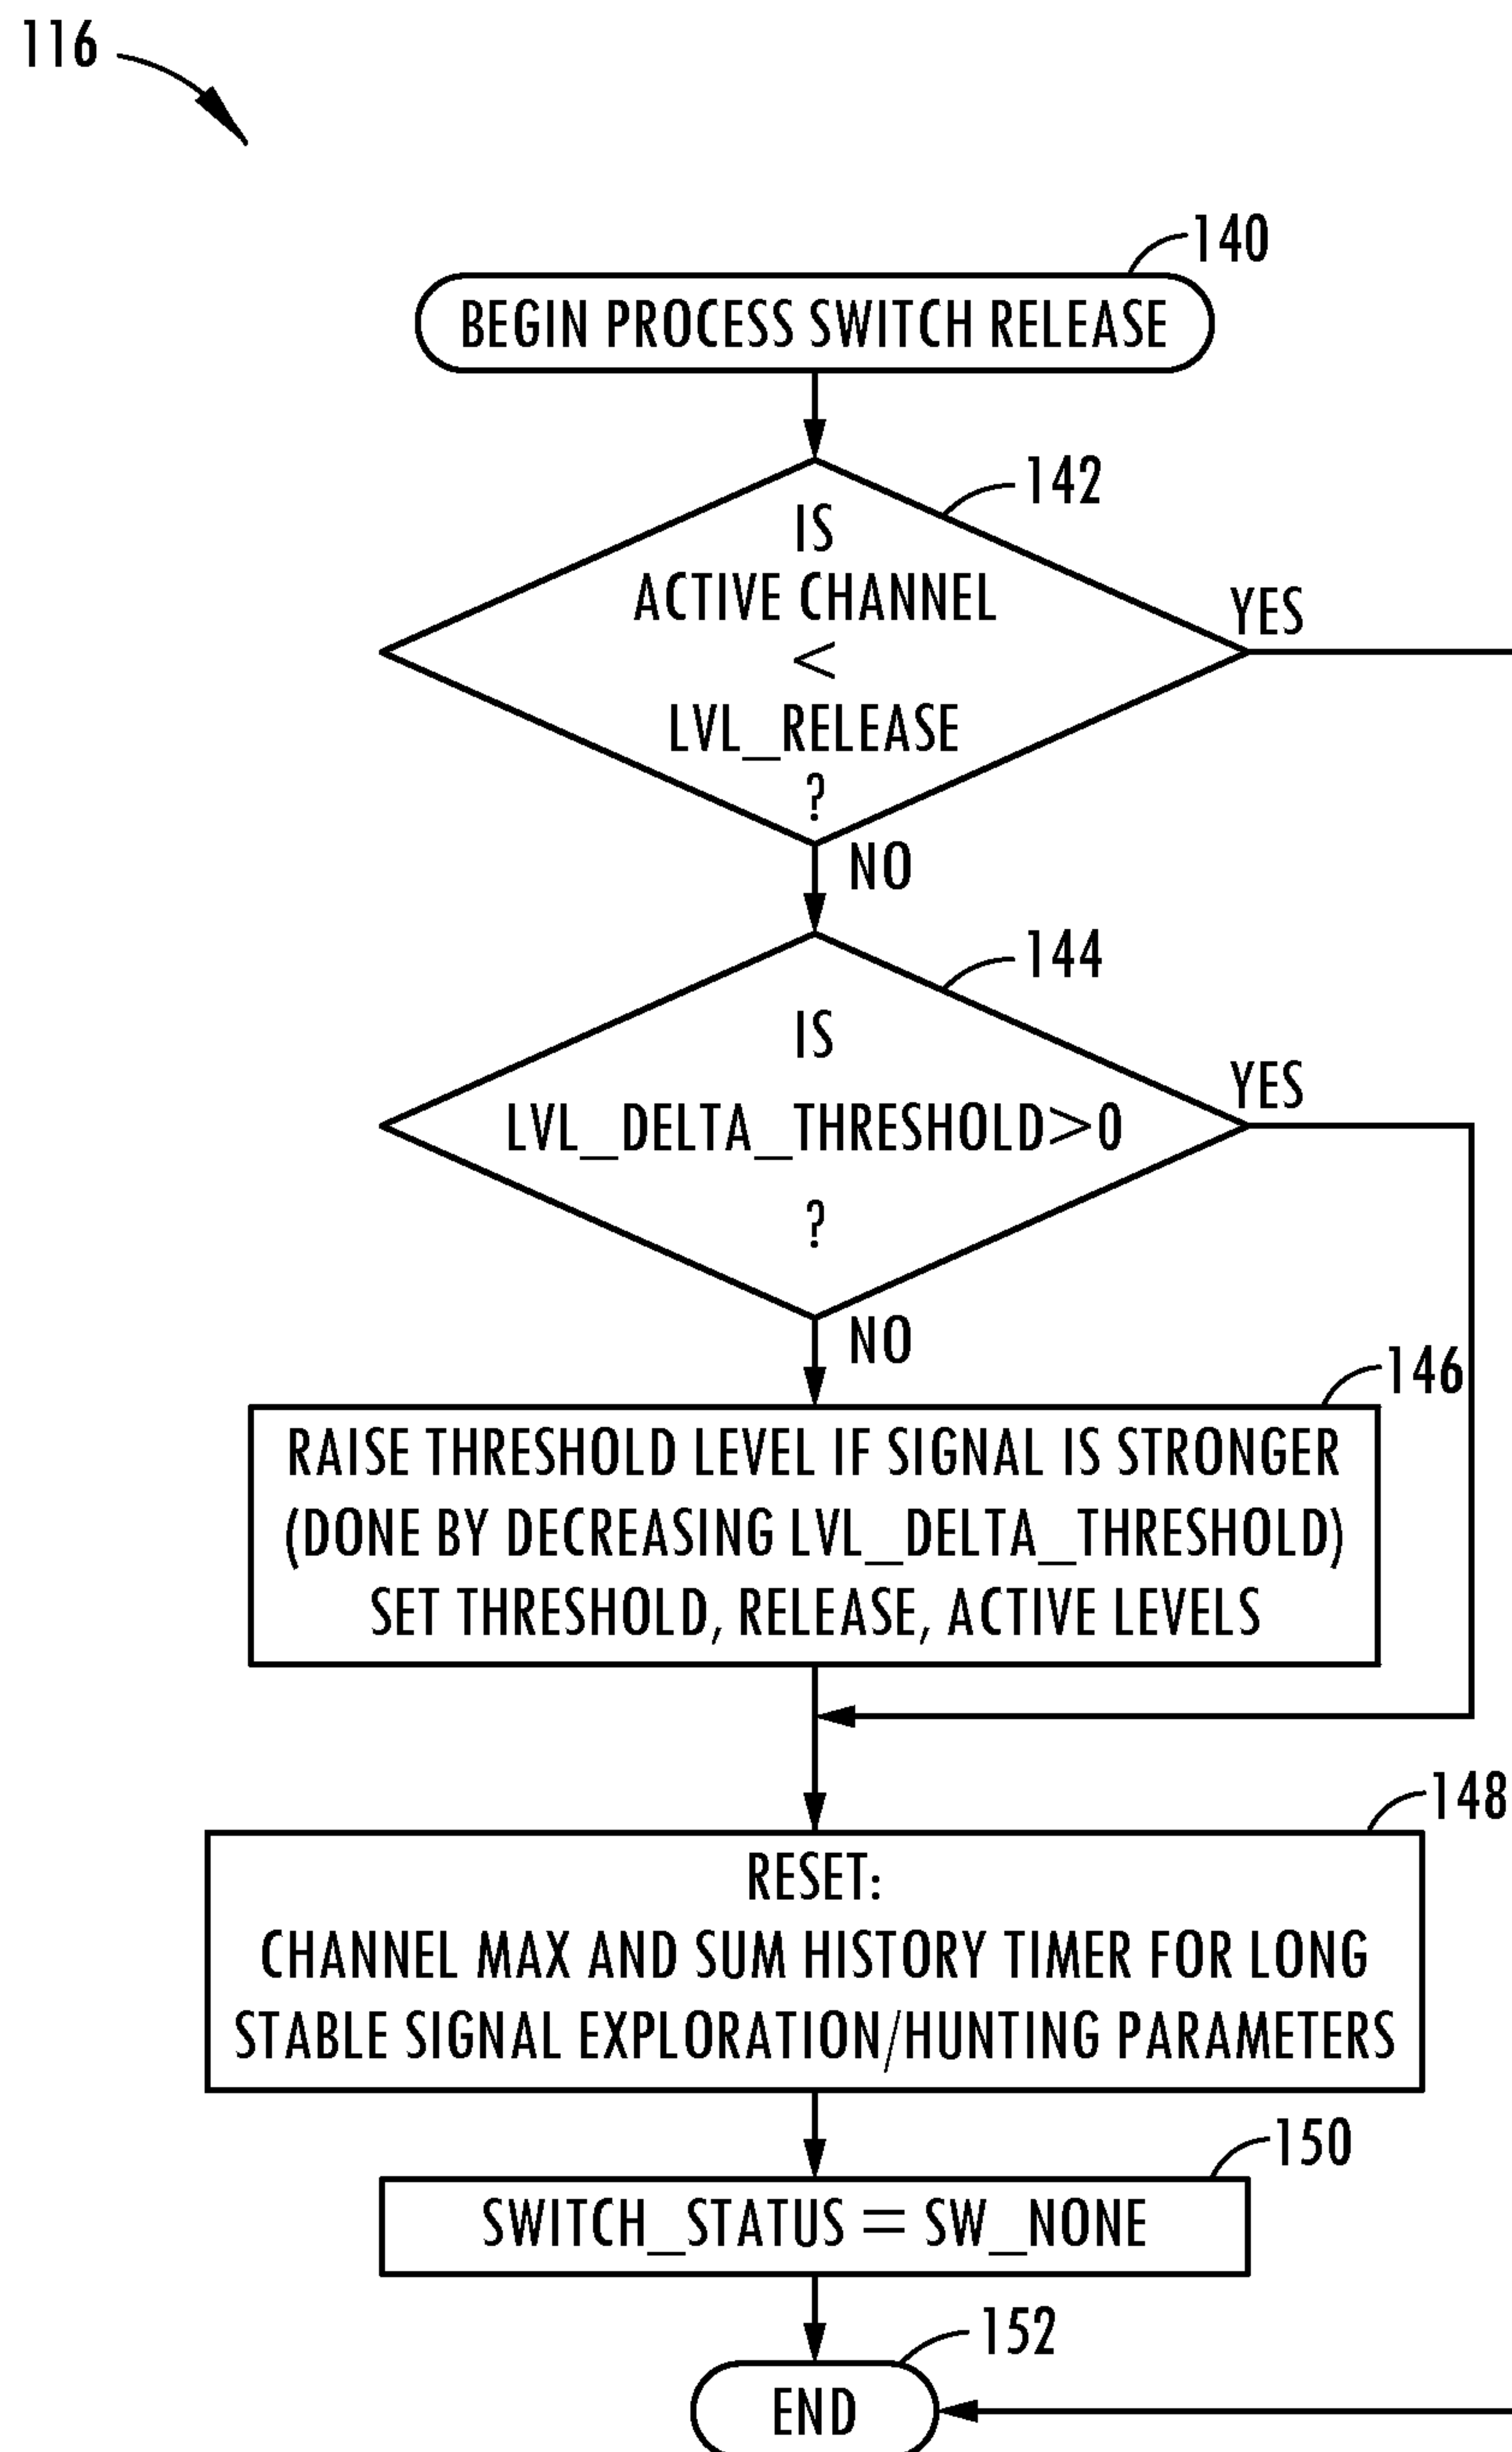 116
140
BEGIN PROCESS SWITCH RELEASE
142
IS
ACTIVE CHANNEL
<
LVL_RELEASE
?
YES
NO
144
IS
LVL_DELTA_THRESHOLD>0
?
YES
NO
146
RAISE THRESHOLD LEVEL IF SIGNAL IS STRONGER
(DONE BY DECREASING LVL_DELTA_THRESHOLD)
SET THRESHOLD, RELEASE, ACTIVE LEVELS
148
RESET:
CHANNEL MAX AND SUM HISTORY TIMER FOR LONG
STABLE SIGNAL EXPLORATION/HUNTING PARAMETERS
150
SWITCH_STATUS = SW_NONE
152
END